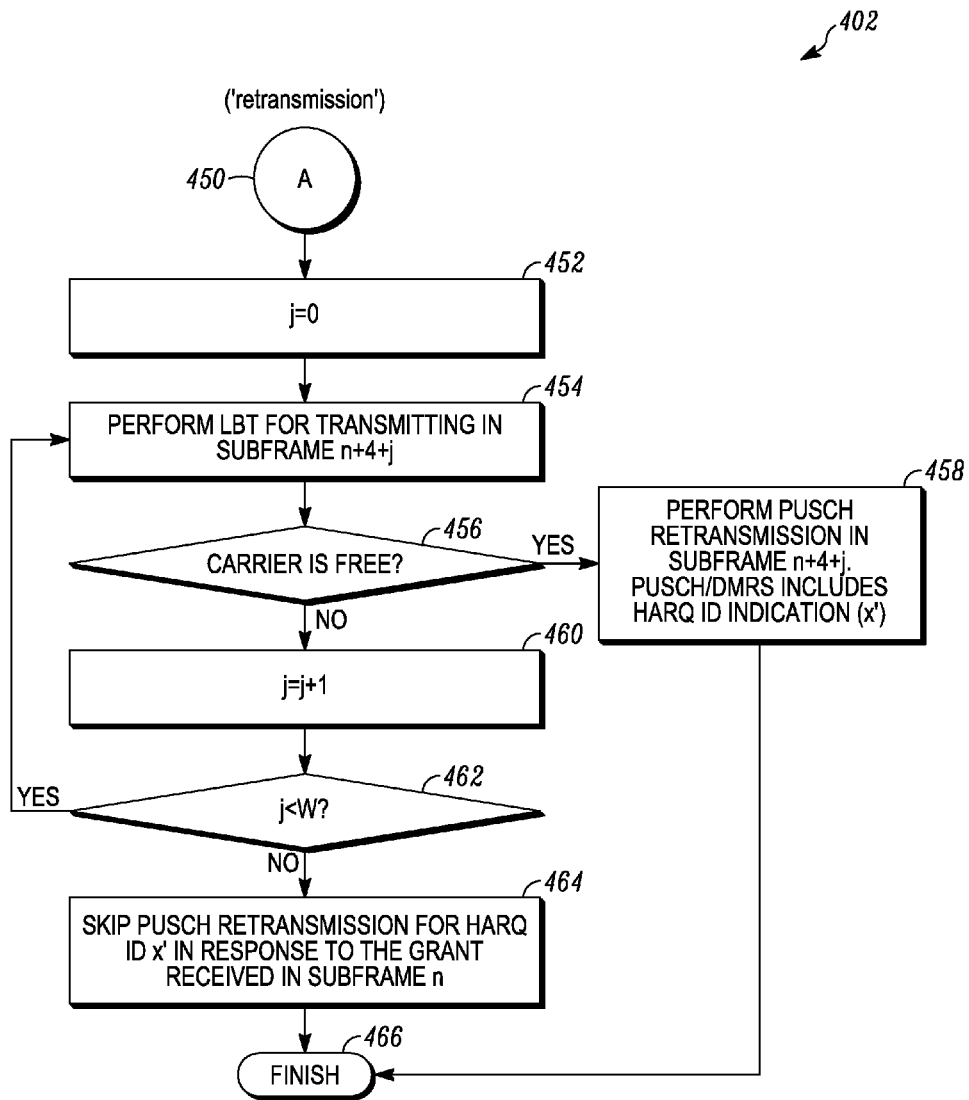 402
('retransmission')
450
A
452
j=0
454
PERFORM LBT FOR TRANSMITTING IN
SUBFRAME n+4+j
456
CARRIER IS FREE?
YES
458
PERFORM PUSCH
RETRANSMISSION IN
SUBFRAME n+4+j.
PUSCH/DMRS INCLUDES
HARQ ID INDICATION (x')
NO
460
j=j+1
462
j<W?
YES
NO
464
SKIP PUSCH RETRANSMISSION FOR HARQ
ID x' IN RESPONSE TO THE GRANT
RECEIVED IN SUBFRAME n
466
FINISH